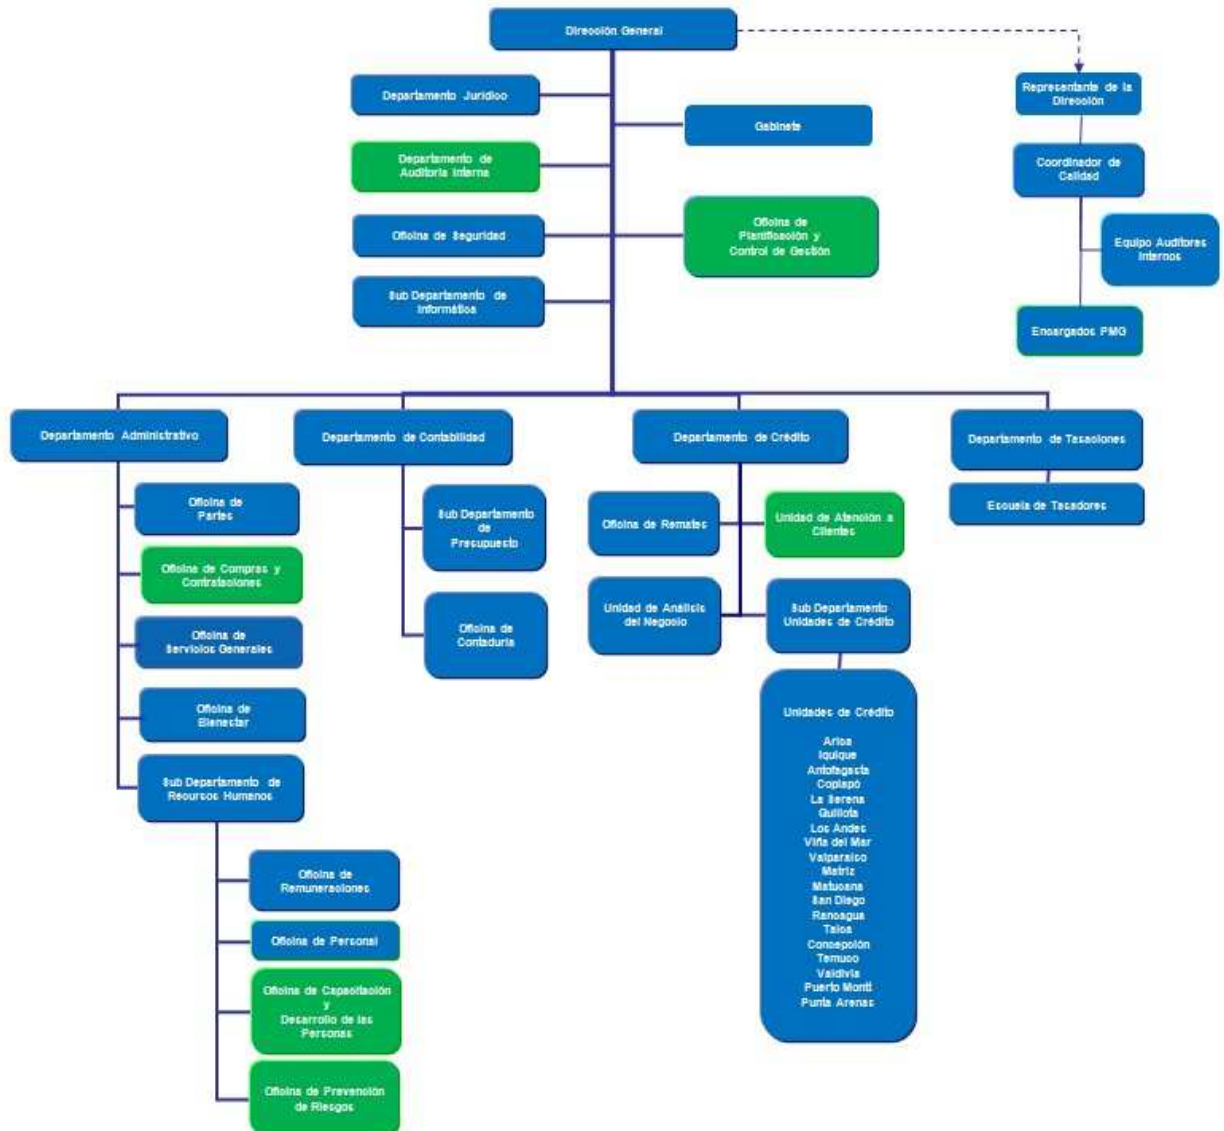 Dirección General
Departamento Jurídico
Gabinete
Representante de la
Dirección
Departamento de
Auditoría Interna
Coordinador de
Calidad
Oficina de Seguridad
Oficina de
Planificación y
Control de Gestión
Equipo Auditores
Internos
Sub Departamento de
Informática
Encargados PMG
Departamento Administrativo
Departamento de Contabilidad
Departamento de Crédito
Departamento de Tasaciones
Oficina de
Partes
Oficina de Compras y
Contrataciones
Oficina de
Servicios Generales
Oficina de
Bienestar
Sub Departamento de
Recursos Humanos
Oficina de
Remuneraciones
Oficina de Personal
Oficina de Capacitación
y
Desarrollo de las
Personas
Oficina de Prevención
de Riesgos
Sub Departamento
de
Presupuesto
Oficina de
Contaduría
Oficina de Remates
Unidad de Atención a
Clientes
Unidad de Análisis
del Negocio
Sub Departamento
Unidades de Crédito
Unidades de Crédito
Arica
Iquique
Antofagasta
Copiapó
La Serena
Quillota
Los Andes
Viña del Mar
Valparaíso
Matriz
Matucana
San Diego
Rancagua
Talca
Concepción
Temuco
Valdivia
Puerto Montt
Punta Arenas
Escuela de Tasadores